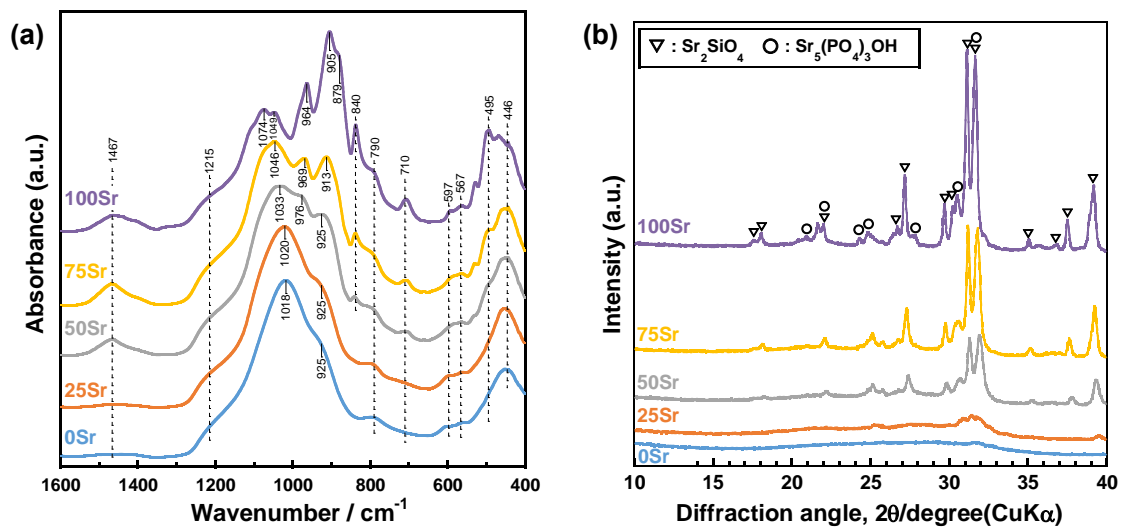 (a)
Absorbance (a.u.)
1467
1215
1074
1049
1046
1033
1020
1018
964
969
976
905
879
913
925
925
925
840
790
710
597
567
495
446
100Sr
75Sr
50Sr
25Sr
0Sr
1600 1400 1200 1000 800 600 400
Wavenumber / cm⁻¹
(b)
: Sr₂SiO₄ : Sr₅(PO₄)₃OH
Intensity (a.u.)
100Sr
75Sr
50Sr
25Sr
0Sr
10 15 20 25 30 35 40
Diffraction angle, 2θ/degree(CuKα)